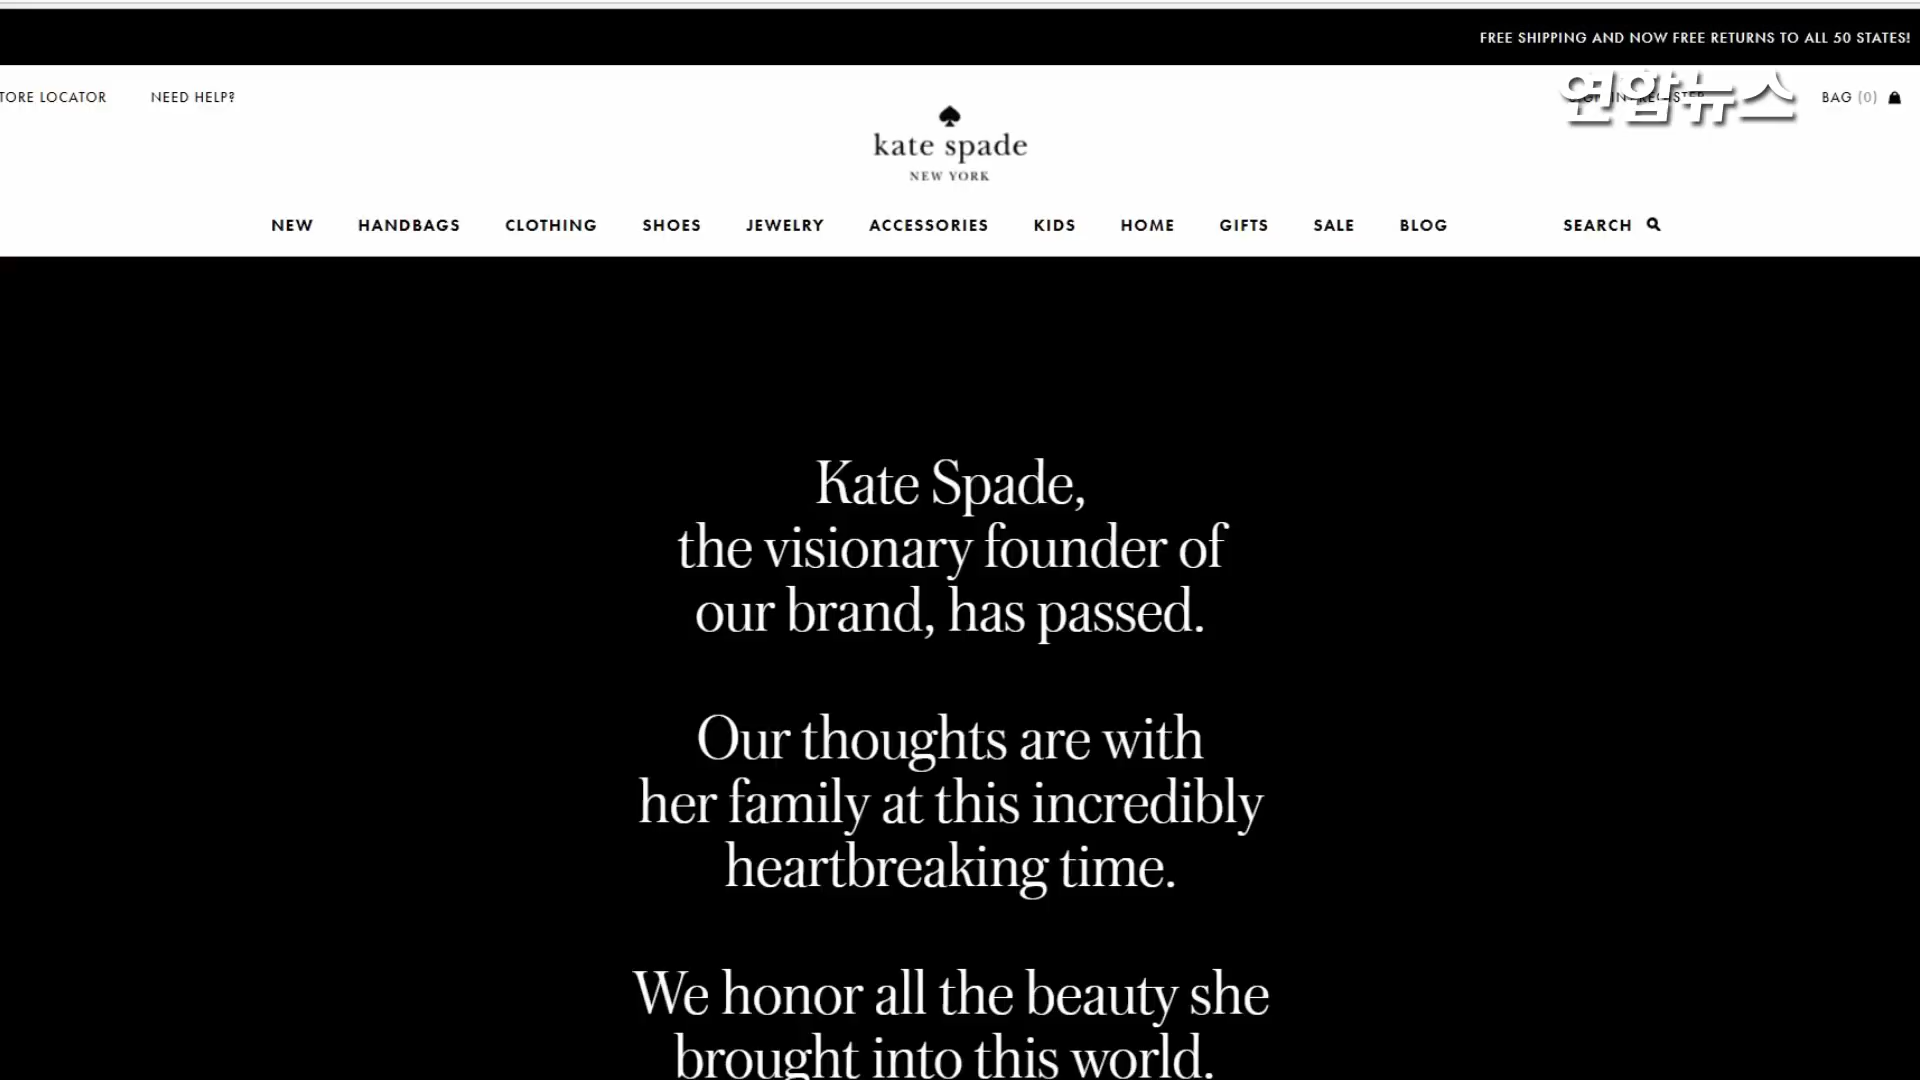 FREE SHIPPING AND NOW FREE RETURNS TO ALL 50 STATES!
TORE LOCATOR NEED HELP?
연합뉴스
BAG (0)
kate spade
NEW YORK
NEW HANDBAGS CLOTHING SHOES JEWELRY ACCESSORIES KIDS HOME GIFTS SALE BLOG SEARCH
Kate Spade,
the visionary founder of
our brand, has passed.
Our thoughts are with
her family at this incredibly
heartbreaking time.
We honor all the beauty she
brought into this world.